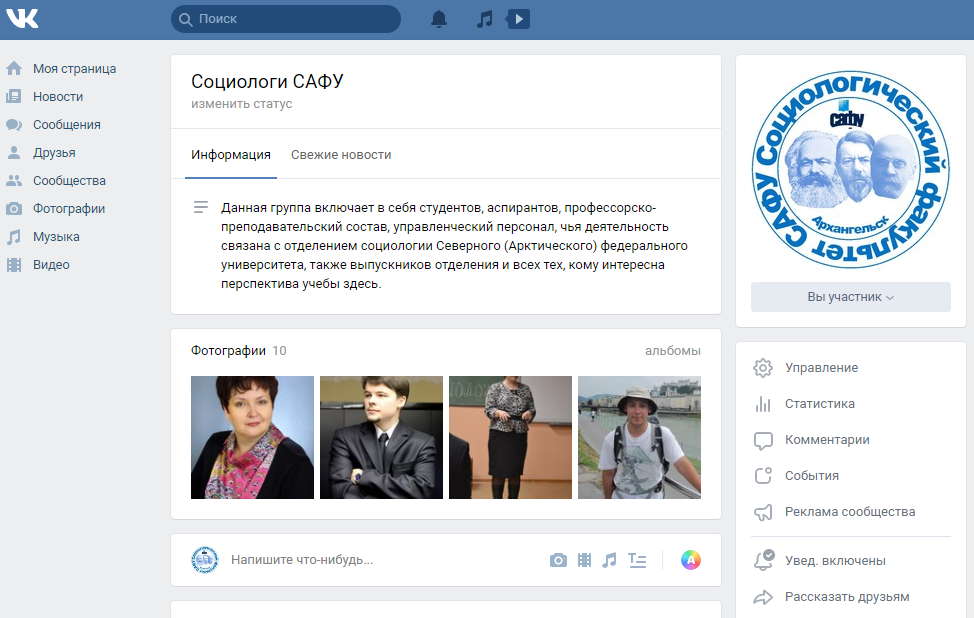 Поиск
Моя страница
Новости
Сообщения
Друзья
Сообщества
Фотографии
Музыка
Видео
Социологи САФУ
изменить статус
Информация
Свежие новости
Данная группа включает в себя студентов, аспирантов, профессорско-
преподавательский состав, управленческий персонал, чья деятельность
связана с отделением социологии Северного (Арктического) федерального
университета, также выпускников отделения и всех тех, кому интересна
перспектива учебы здесь.
Фотографии 10
альбомы
Напишите что-нибудь...
A
Социологический факультет САФУ
сафу
Архангельск
Вы участник
Управление
Статистика
Комментарии
События
Реклама сообщества
Увед. включены
Рассказать друзьям